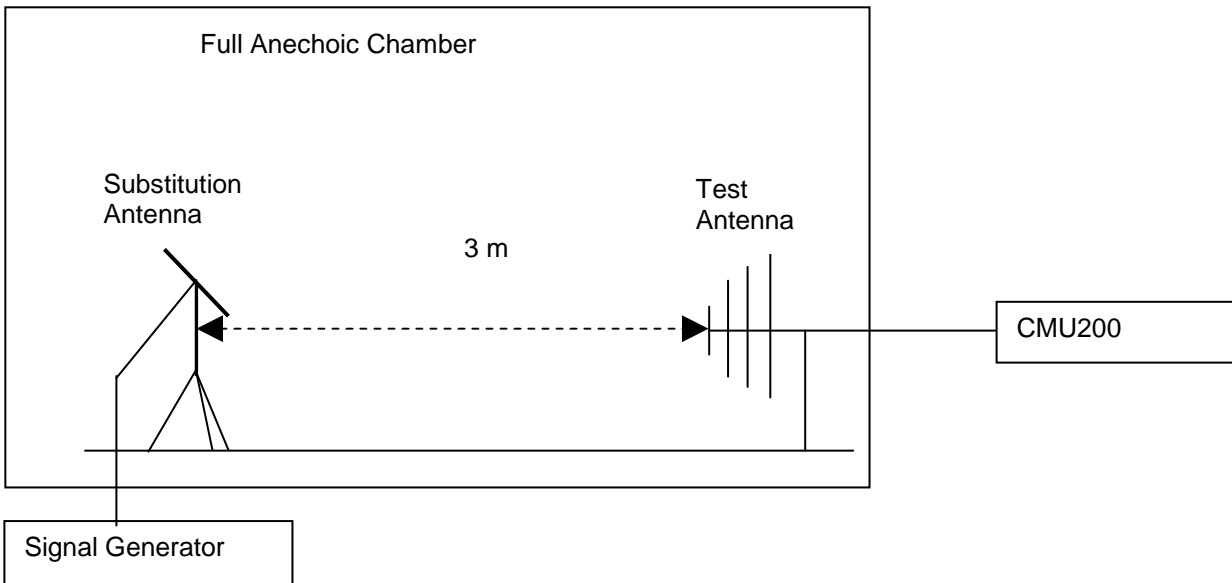 Full Anechoic Chamber
Substitution
Antenna
Test
Antenna
3 m
CMU200
Signal Generator